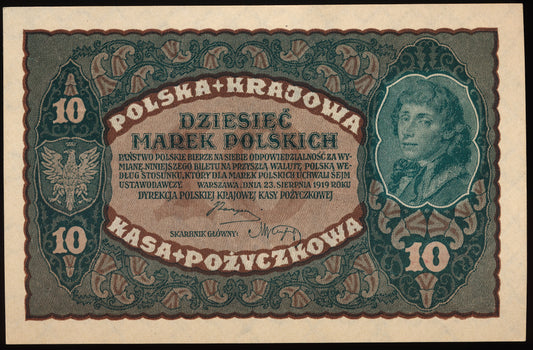 POLSKA + KRAJOWA
10
DZIESIĘĆ
MAREK POLSKICH
PAŃSTWO POLSKIE BIERZE NA SIEBIE ODPOWIEDZIALNOŚĆ ZA WY-
MIANĘ NINIEJSZEGO BILETU NA PRZYSZŁĄ WALUTĘ POLSKĄ WE-
DŁUG STOSUNKU, KTÓRY DLA MAREK POLSKICH UCHWALI SEJM
USTAWODAWCZY. WARSZAWA, DNIA 23. SIERPNIA 1919 ROKU
DYREKCJA POLSKIEJ KRAJOWEJ KASY POŻYCZKOWEJ
SKARBNIK GŁÓWNY:
10
10
KASA + POŻYCZKOWA